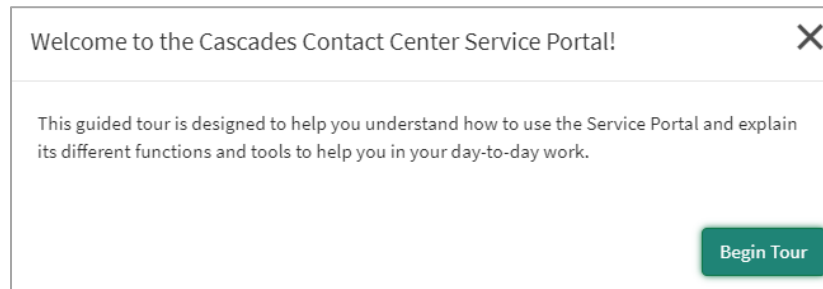 Welcome to the Cascades Contact Center Service Portal!
This guided tour is designed to help you understand how to use the Service Portal and explain
its different functions and tools to help you in your day-to-day work.
Begin Tour